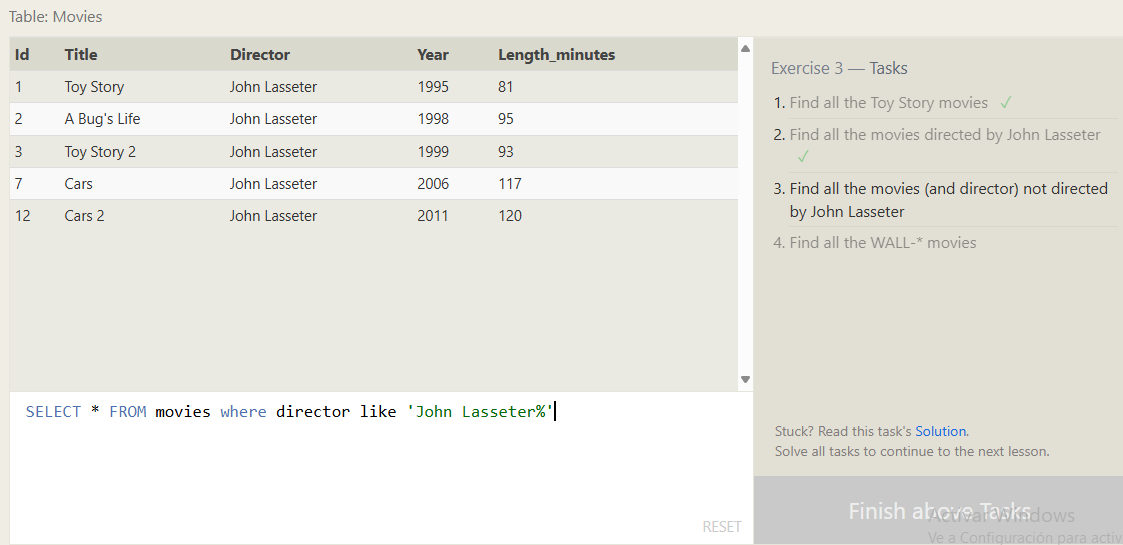 Table: Movies
Id Title Director Year Length_minutes
1 Toy Story John Lasseter 1995 81
2 A Bug's Life John Lasseter 1998 95
3 Toy Story 2 John Lasseter 1999 93
7 Cars John Lasseter 2006 117
12 Cars 2 John Lasseter 2011 120
SELECT * FROM movies where director like 'John Lasseter%'
RESET
Exercise 3 — Tasks
1. Find all the Toy Story movies ✓
2. Find all the movies directed by John Lasseter
✓
3. Find all the movies (and director) not directed
by John Lasseter
4. Find all the WALL-* movies
Stuck? Read this task's Solution.
Solve all tasks to continue to the next lesson.
Finish above Tasks
Activar Windows
Ve a Configuración para activ